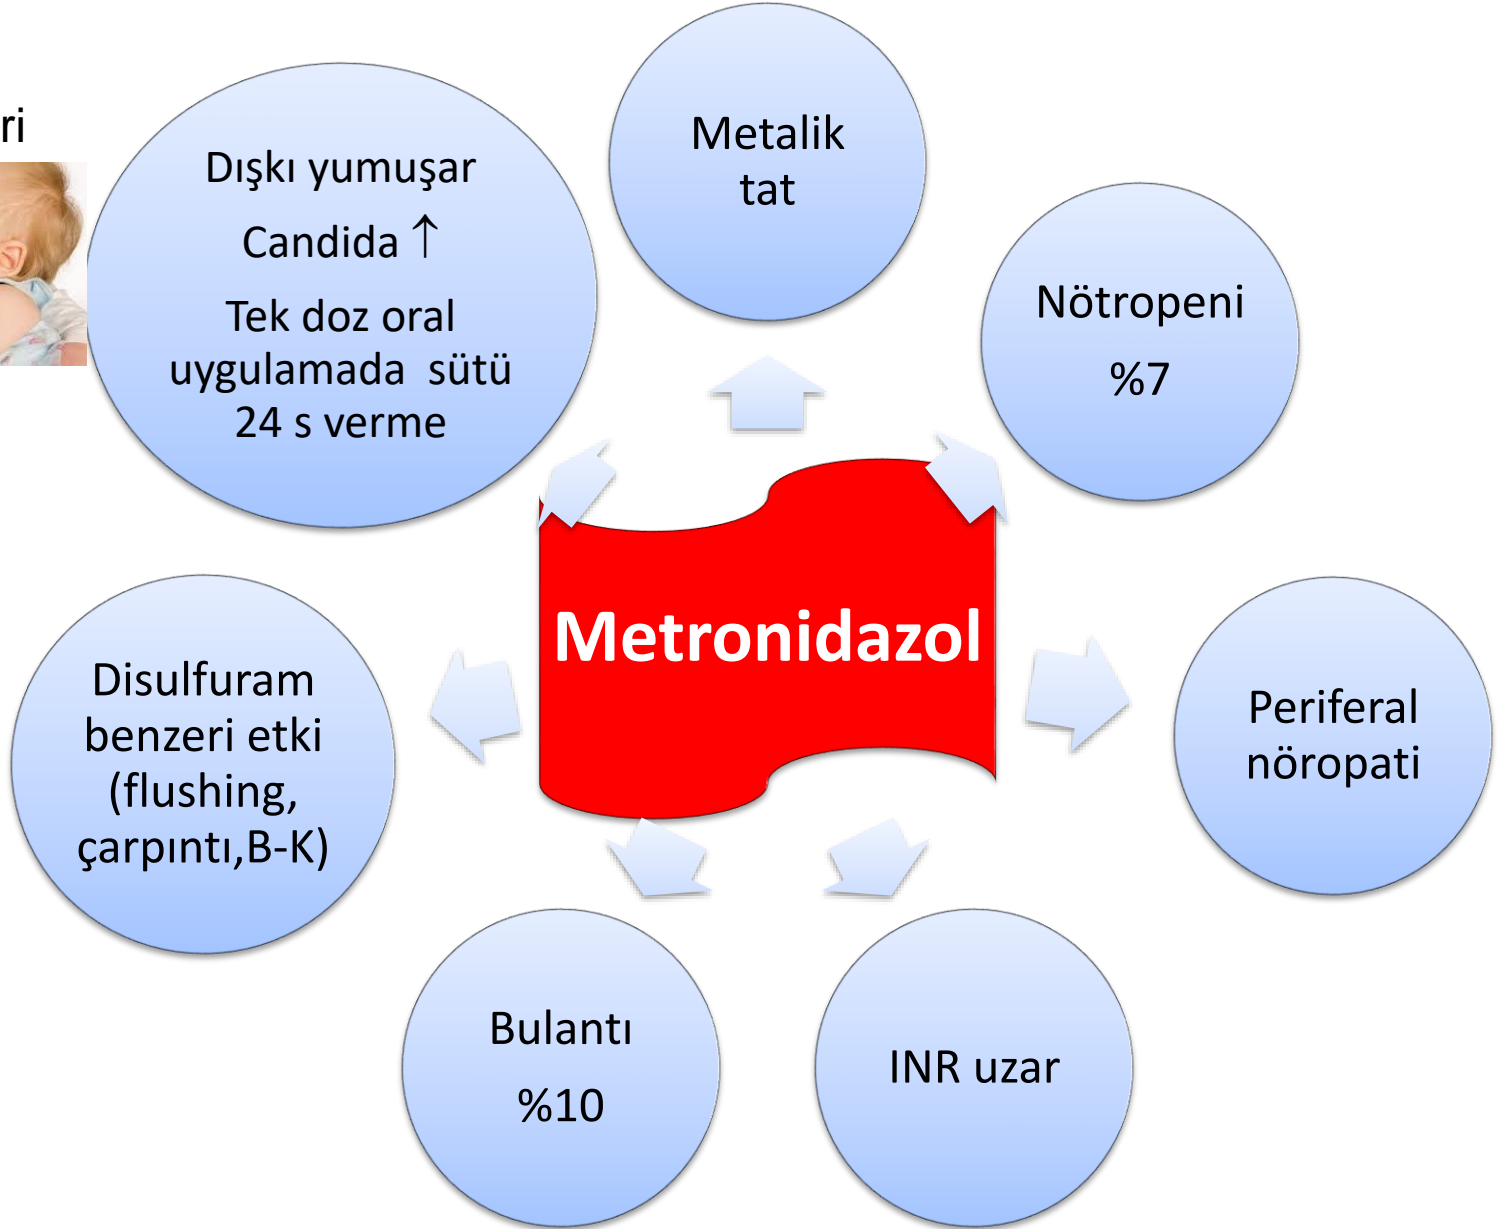 ri
Dışkı yumuşar
Candida ↑
Tek doz oral
uygulamada sütü
24 s verme
Metalik
tat
Nötropeni
%7
Metronidazol
Disulfuram
benzeri etki
(flushing,
çarpıntı,B-K)
Periferal
nöropati
Bulantı
%10
INR uzar